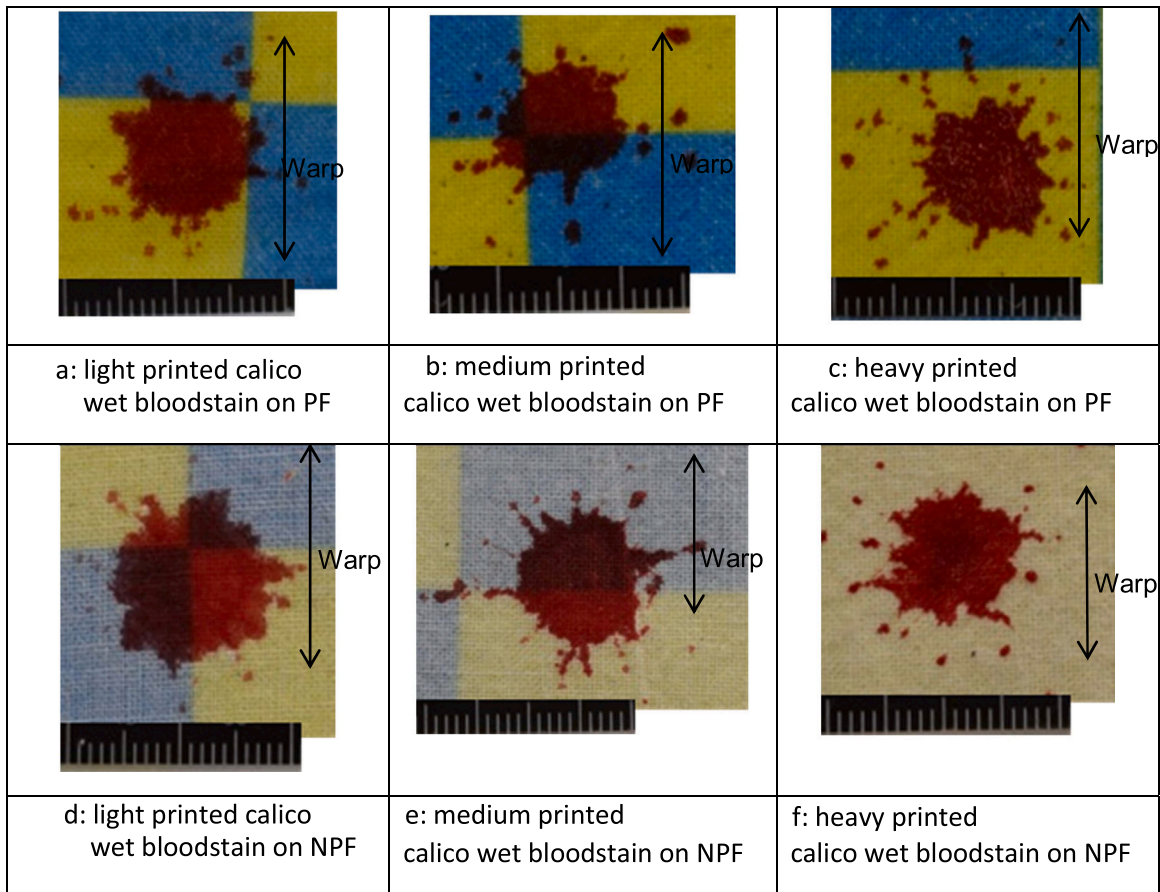 Warp
Warp
Warp
a: light printed calico
wet bloodstain on PF
b: medium printed
calico wet bloodstain on PF
c: heavy printed
calico wet bloodstain on PF
Warp
Warp
Warp
d: light printed calico
wet bloodstain on NPF
e: medium printed
calico wet bloodstain on NPF
f: heavy printed
calico wet bloodstain on NPF